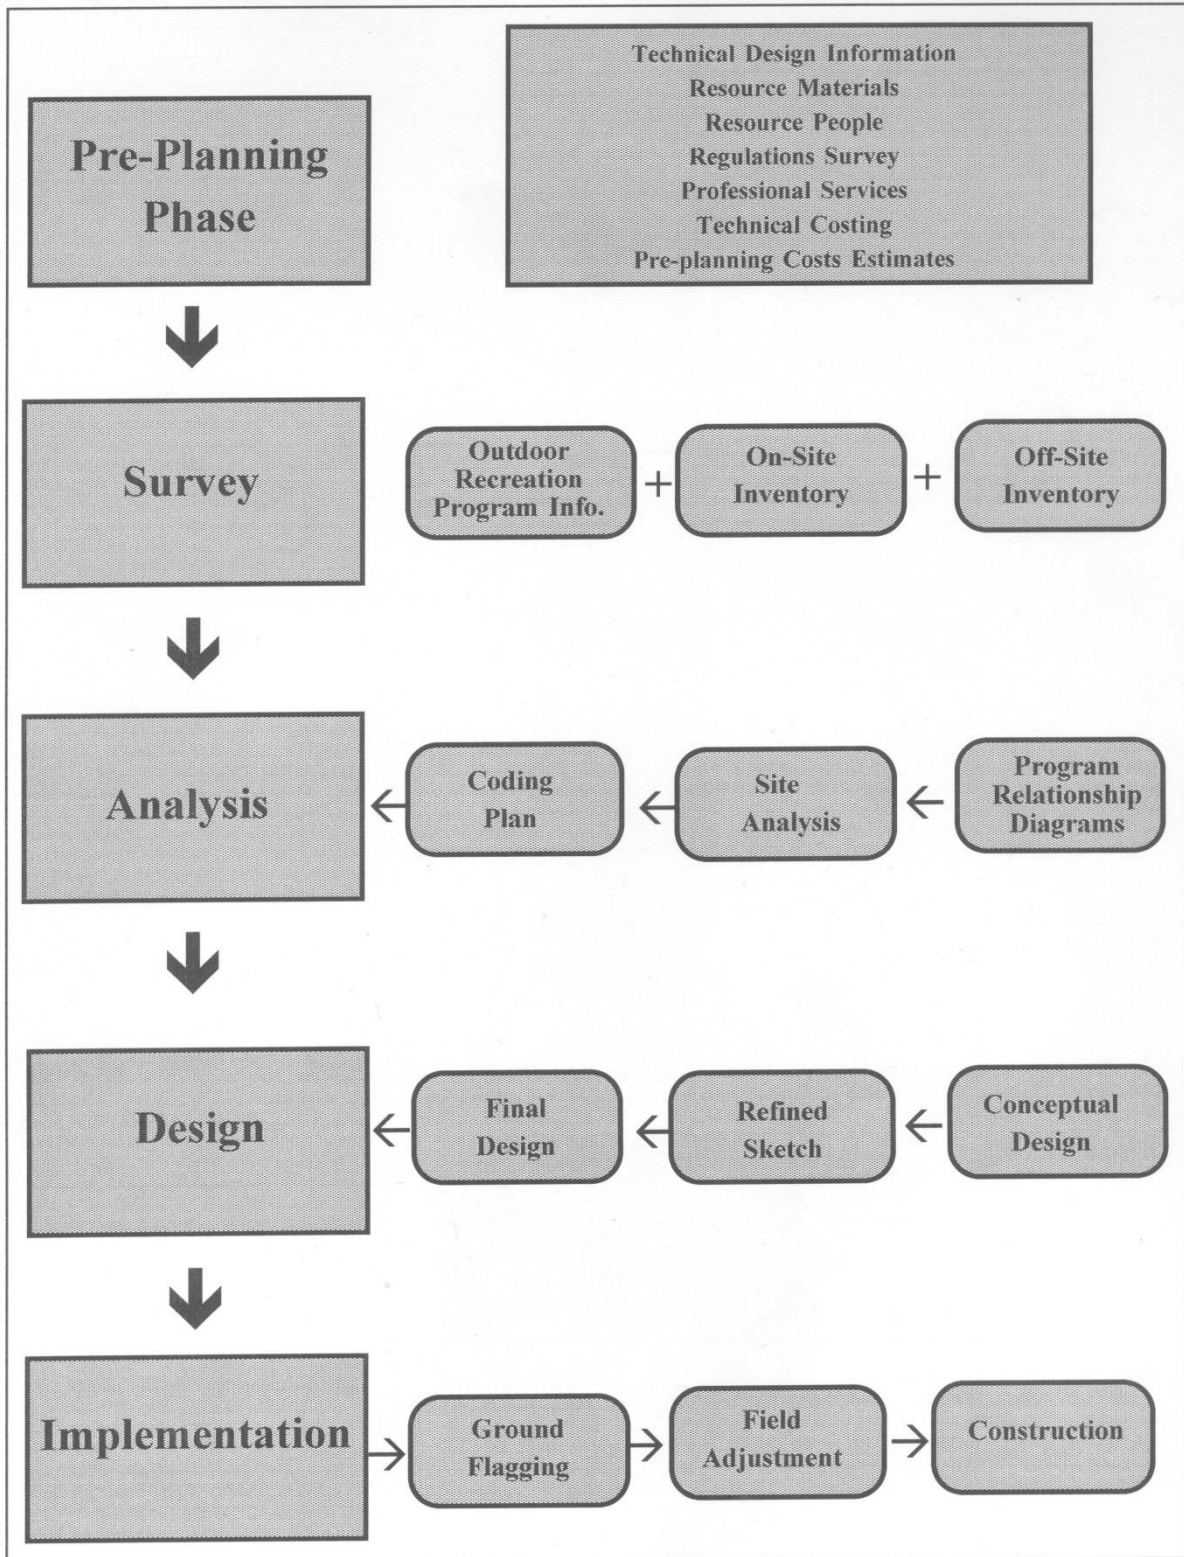 Pre-Planning
Phase
Technical Design Information
Resource Materials
Resource People
Regulations Survey
Professional Services
Technical Costing
Pre-planning Costs Estimates
Survey
Outdoor
Recreation
Program Info.
+
On-Site
Inventory
+
Off-Site
Inventory
Analysis
Coding
Plan
Site
Analysis
Program
Relationship
Diagrams
Design
Final
Design
Refined
Sketch
Conceptual
Design
Implementation
Ground
Flagging
Field
Adjustment
Construction